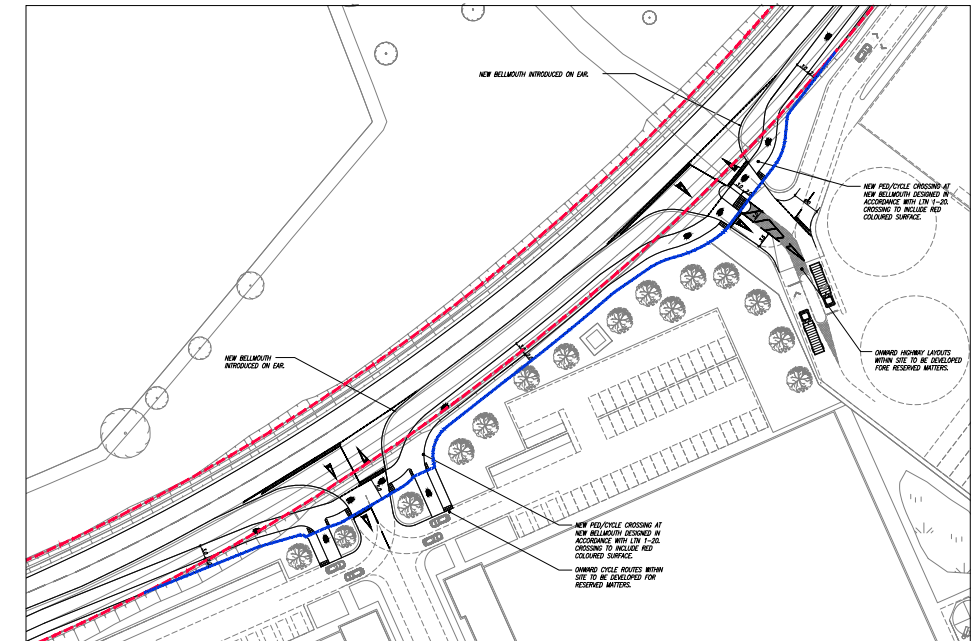 NEW BELLMOUTH INTRODUCED ON EAR.
NEW PED/CYCLE CROSSING AT
NEW BELLMOUTH DESIGNED IN
ACCORDANCE WITH LTN 1-20.
CROSSING TO INCLUDE RED
COLOURED SURFACE.
ONWARD HIGHWAY LAYOUTS
WITHIN SITE TO BE DEVELOPED
FORE RESERVED MATTERS.
NEW BELLMOUTH
INTRODUCED ON EAR.
NEW PED/CYCLE CROSSING AT
NEW BELLMOUTH DESIGNED IN
ACCORDANCE WITH LTN 1-20.
CROSSING TO INCLUDE RED
COLOURED SURFACE.
ONWARD CYCLE ROUTES WITHIN
SITE TO BE DEVELOPED FOR
RESERVED MATTERS.